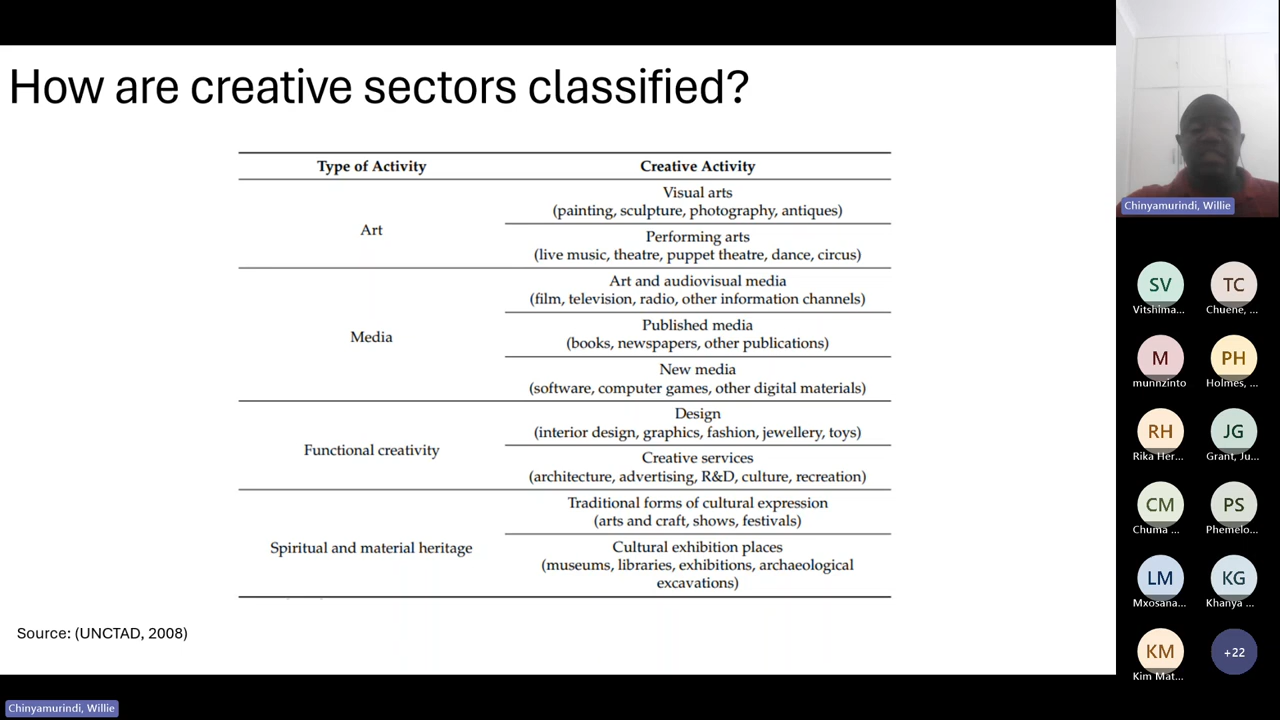 How are creative sectors classified?
Type of Activity Creative Activity
Art
Visual arts
(painting, sculpture, photography, antiques)
Performing arts
(live music, theatre, puppet theatre, dance, circus)
Media
Art and audiovisual media
(film, television, radio, other information channels)
Published media
(books, newspapers, other publications)
New media
(software, computer games, other digital materials)
Functional creativity
Design
(interior design, graphics, fashion, jewellery, toys)
Creative services
(architecture, advertising, R&D, culture, recreation)
Spiritual and material heritage
Traditional forms of cultural expression
(arts and craft, shows, festivals)
Cultural exhibition places
(museums, libraries, exhibitions, archaeological
excavations)
Source: (UNCTAD, 2008)
Chinyamurindi, Willie
Chinyamurindi, Willie
SV TC
Vitshima... Chuene, ...
M PH
munnzinto Holmes, ...
RH JG
Rika Her... Grant, Ju...
CM PS
Chuma ... Phemelo...
LM KG
Mxosana... Khanya ...
KM +22
Kim Mat...